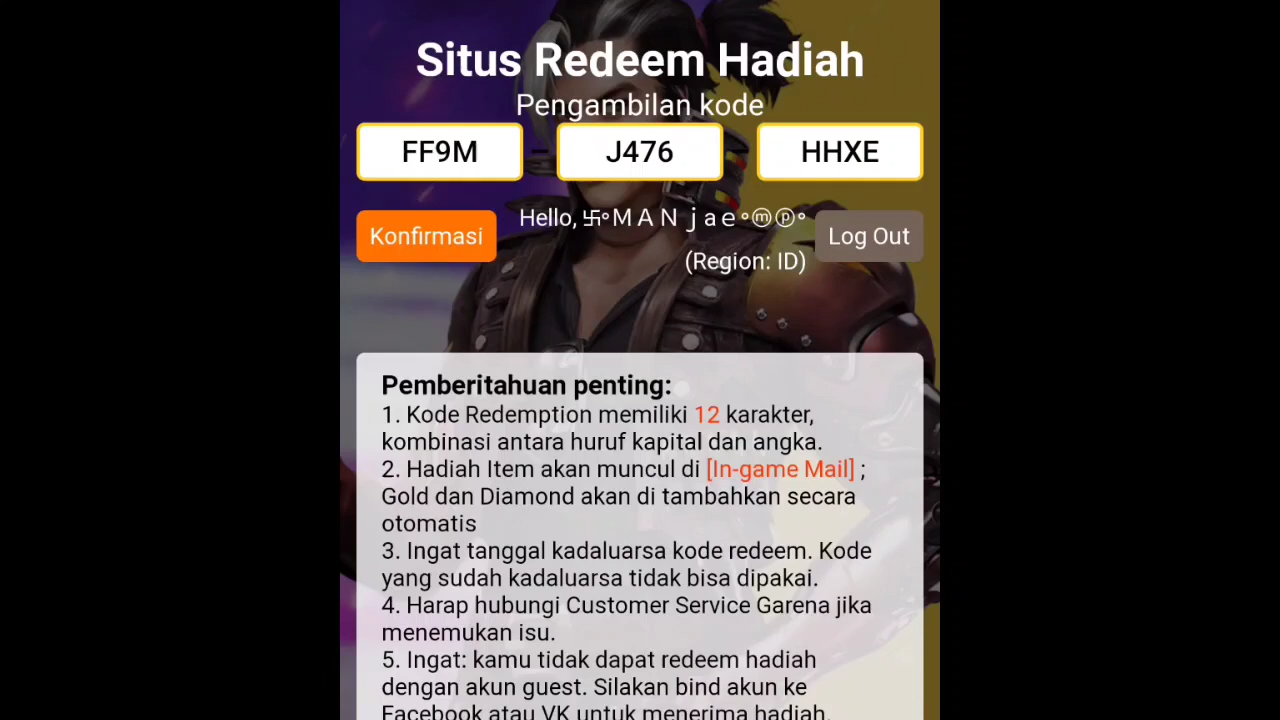 Situs Redeem Hadiah
Pengambilan kode
FF9M - J476 - HHXE
Konfirmasi
Hello, 卐°ＭＡＮｊａｅ°ⓜⓟ°
(Region: ID)
Log Out
Pemberitahuan penting:
1. Kode Redemption memiliki 12 karakter,
kombinasi antara huruf kapital dan angka.
2. Hadiah Item akan muncul di [In-game Mail] ;
Gold dan Diamond akan di tambahkan secara
otomatis
3. Ingat tanggal kadaluarsa kode redeem. Kode
yang sudah kadaluarsa tidak bisa dipakai.
4. Harap hubungi Customer Service Garena jika
menemukan isu.
5. Ingat: kamu tidak dapat redeem hadiah
dengan akun guest. Silakan bind akun ke
Facebook atau VK untuk menerima hadiah.